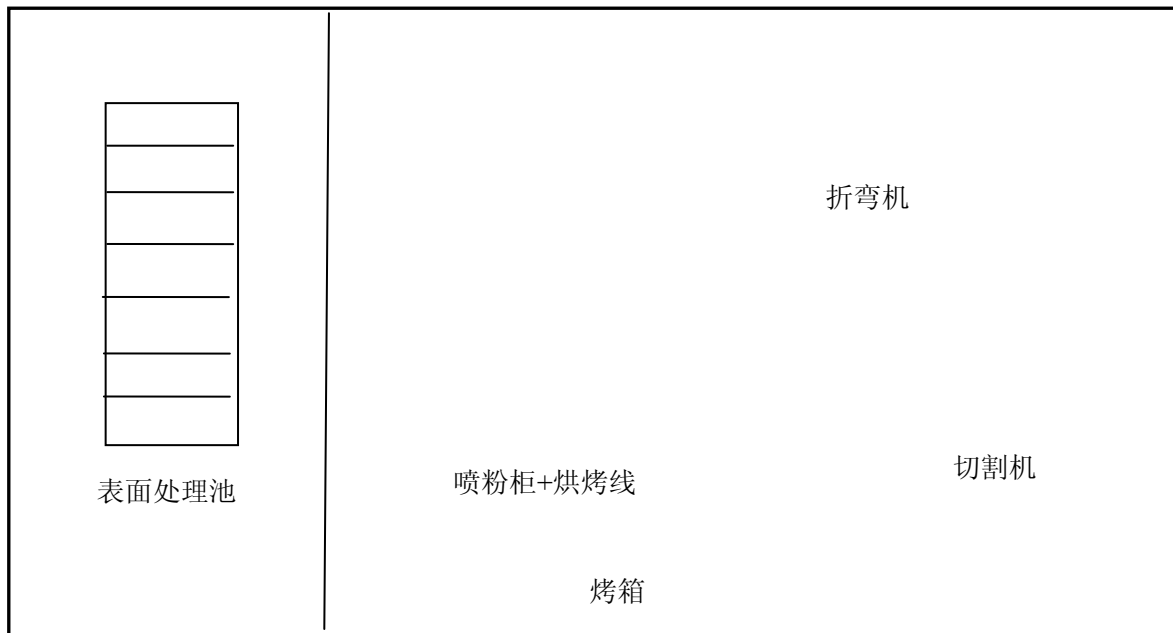 折弯机
切割机
喷粉柜+烘烤线
表面处理池
烤箱